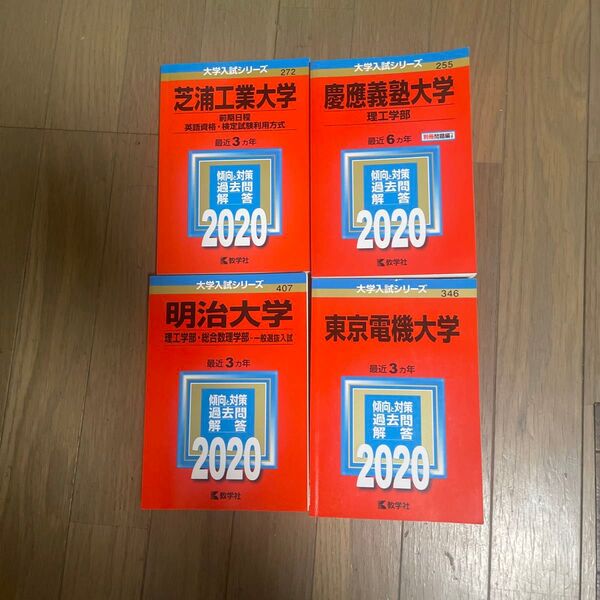 大学入試シリーズ
272
芝浦工業大学
前期日程
英語資格・検定試験利用方式
最近3カ年
傾向と対策
過去問
解答
2020
教学社
大学入試シリーズ
255
慶應義塾大学
理工学部
最近6カ年
別冊問題編
傾向と対策
過去問
解答
2020
教学社
大学入試シリーズ
407
明治大学
理工学部・総合数理学部-一般選抜入試
最近3カ年
傾向と対策
過去問
解答
2020
教学社
大学入試シリーズ
346
東京電機大学
最近3カ年
傾向と対策
過去問
解答
2020
教学社